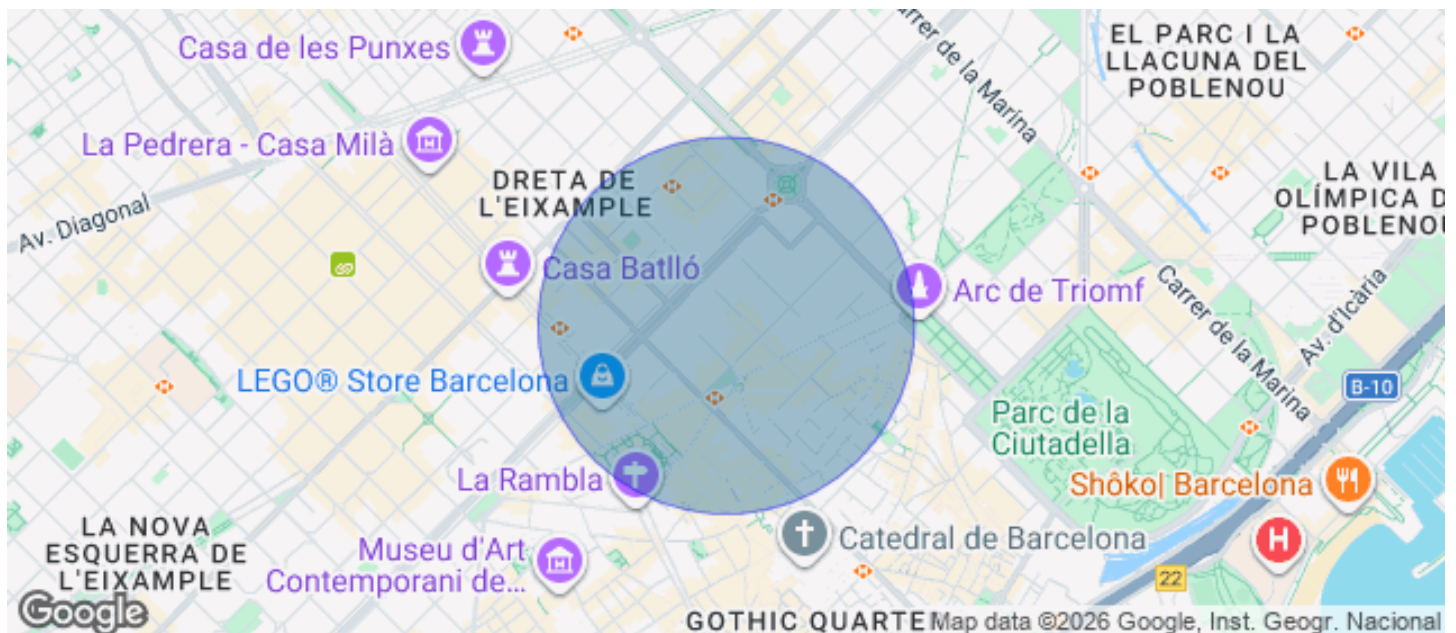 Casa de les Punxes
EL PARC I LA
LLACUNA DEL
POBLENOU
Carrer de la Marina
La Pedrera - Casa Milà
DRETA DE
L'EIXAMPLE
LA VILA
OLÍMPICA D
POBLENOU
Av. Diagonal
Casa Batlló
Arc de Triomf
Carrer de la Marina
Av. d'Icària
LEGO® Store Barcelona
B-10
Parc de la
Ciutadella
La Rambla
Shôko| Barcelona
H
LA NOVA
ESQUERRA DE
L'EIXAMPLE
Museu d'Art
Contemporani de...
Catedral de Barcelona
22
Google
GOTHIC QUARTE
Map data ©2026 Google, Inst. Geogr. Nacional